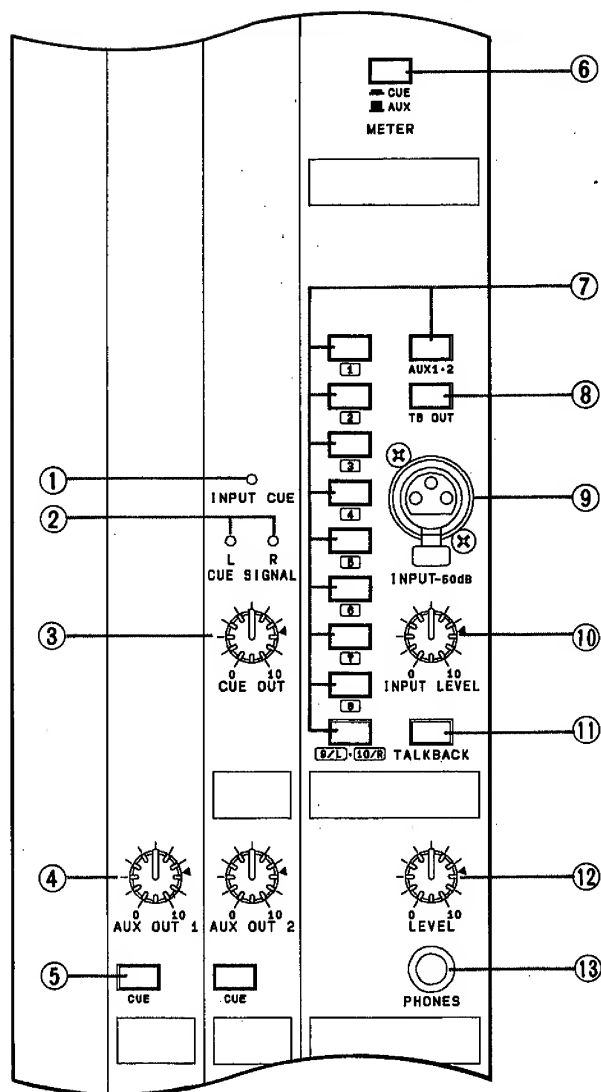 ⑥
CUE
AUX
METER
⑦
1
AUX1·2
⑧
2
TB OUT
3
①
INPUT CUE
4
⑨
②
L R
CUE SIGNAL
5
INPUT-50dB
6
③
0 10
CUE OUT
7
0 10
INPUT LEVEL
⑩
8
9/L·10/R
TALKBACK
⑪
④
0 10
AUX OUT 1
0 10
AUX OUT 2
0 10
LEVEL
⑫
⑤
CUE
CUE
PHONES
⑬